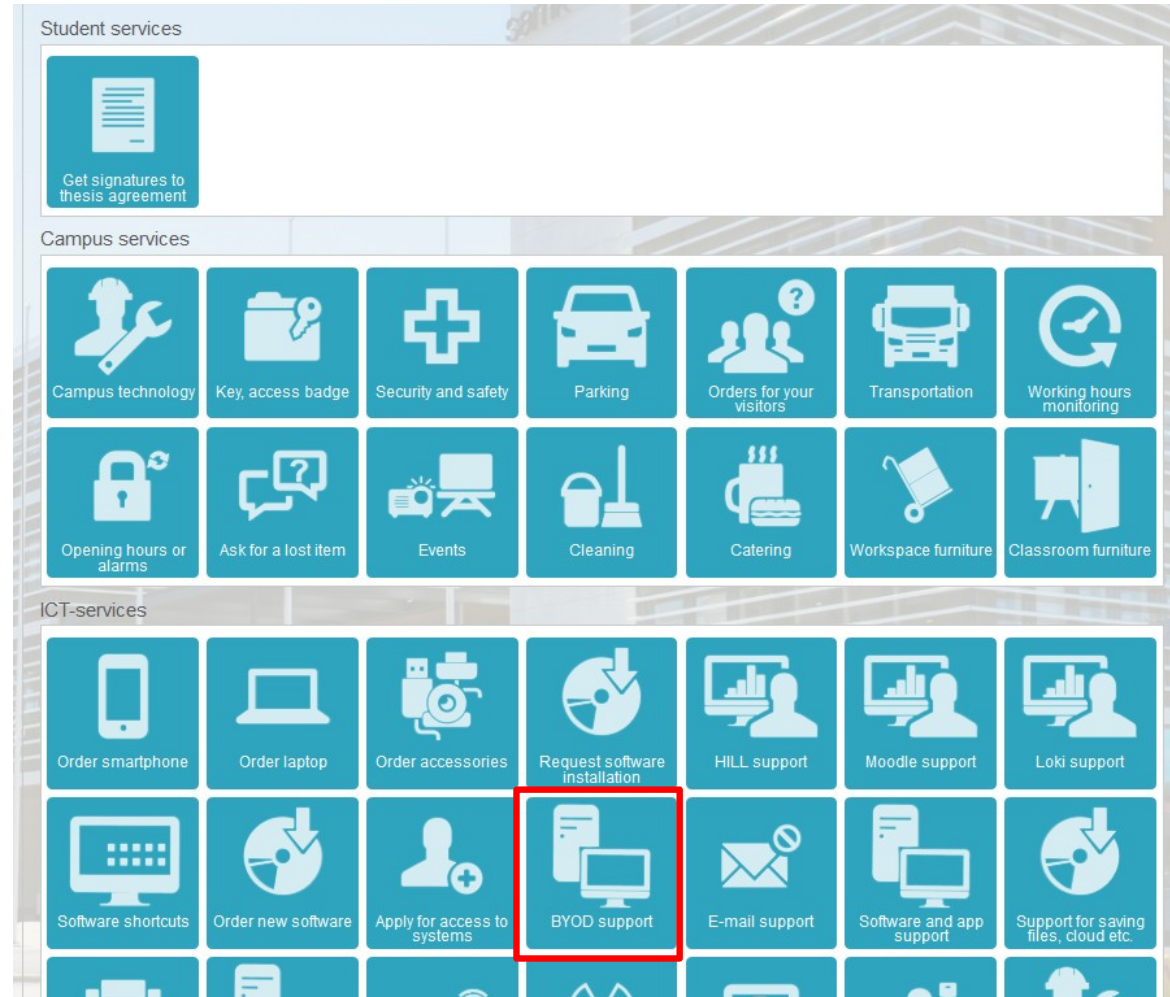 Student services
Get signatures to
thesis agreement
Campus services
Campus technology
Key, access badge
Security and safety
Parking
Orders for your
visitors
Transportation
Working hours
monitoring
Opening hours or
alarms
Ask for a lost item
Events
Cleaning
Catering
Workspace furniture
Classroom furniture
ICT-services
Order smartphone
Order laptop
Order accessories
Request software
installation
HILL support
Moodle support
Loki support
Software shortcuts
Order new software
Apply for access to
systems
BYOD support
E-mail support
Software and app
support
Support for saving
files, cloud etc.